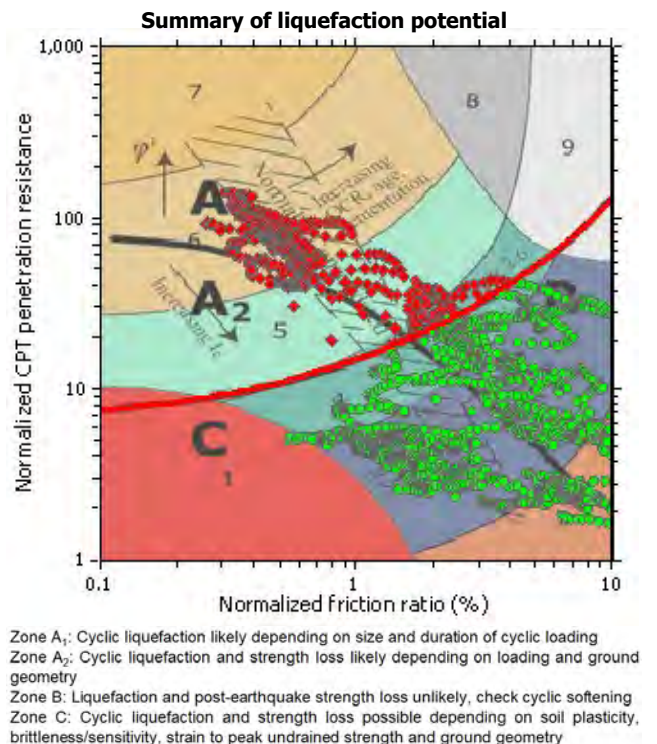 Summary of liquefaction potential
1,000
7
8
9
φ'
Increasing
OCR, age
100
A
6
A2
Increasing Ic
5
Normalized CPT penetration resistance
10
C
1
1
0.1
1
10
Normalized friction ratio (%)
Zone A1: Cyclic liquefaction likely depending on size and duration of cyclic loading
Zone A2: Cyclic liquefaction and strength loss likely depending on loading and ground
geometry
Zone B: Liquefaction and post-earthquake strength loss unlikely, check cyclic softening
Zone C: Cyclic liquefaction and strength loss possible depending on soil plasticity,
brittleness/sensitivity, strain to peak undrained strength and ground geometry